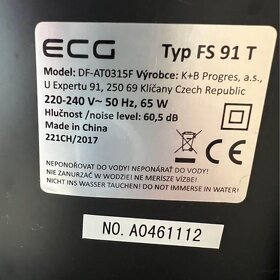 ECG Typ FS 91 T
Model: DF-AT0315F Výrobce: K+B Progres, a.s.,
U Expertu 91, 250 69 Klíčany Czech Republic
220-240 V~ 50 Hz, 65 W
Hlučnost /noise level: 60,5 dB
Made in China
221CH/2017
CE
NEPONOŘOVAT DO VODY! – NEPONÁRAŤ DO VODY!
NIE ZANURZAĆ W WODZIE! – NE MERÍTSE VÍZBE!
NICHT INS WASSER EINTAUCHEN! – DO NOT IMMERSE IN WATER!
NO. A0461112